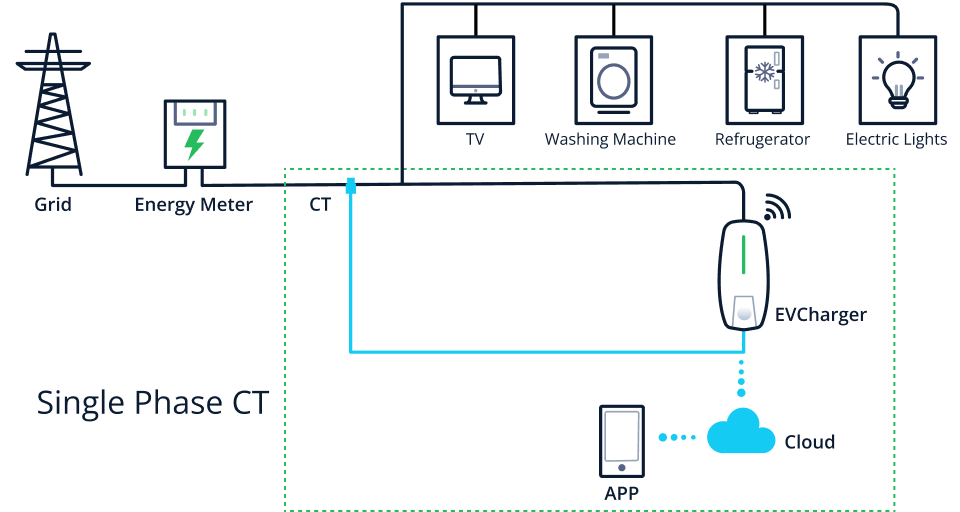 TV
Washing Machine
Refrugerator
Electric Lights
Grid
Energy Meter
CT
EVCharger
Single Phase CT
Cloud
APP